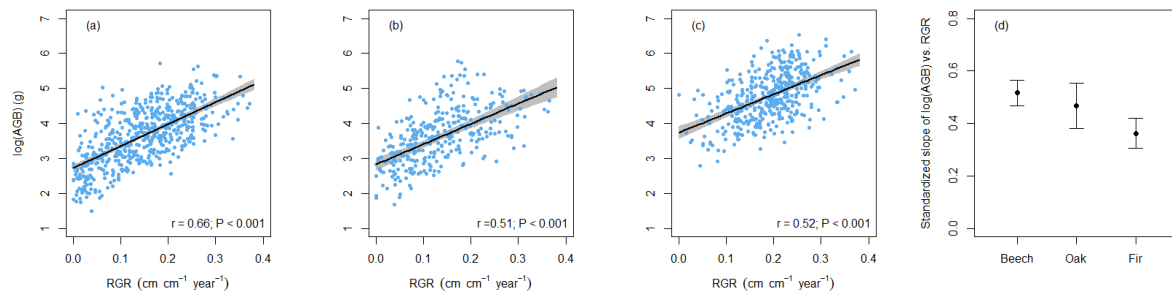 (a)
7
6
5
4
3
2
1
log(AGB) (g)
r = 0.66; P < 0.001
0.0 0.1 0.2 0.3 0.4
RGR (cm cm⁻¹ year⁻¹)
(b)
7
6
5
4
3
2
1
r =0.51; P < 0.001
0.0 0.1 0.2 0.3 0.4
RGR (cm cm⁻¹ year⁻¹)
(c)
7
6
5
4
3
2
1
r = 0.52; P < 0.001
0.0 0.1 0.2 0.3 0.4
RGR (cm cm⁻¹ year⁻¹)
(d)
0.8
0.6
0.4
0.2
0.0
Standardized slope of log(AGB) vs. RGR
Beech Oak Fir